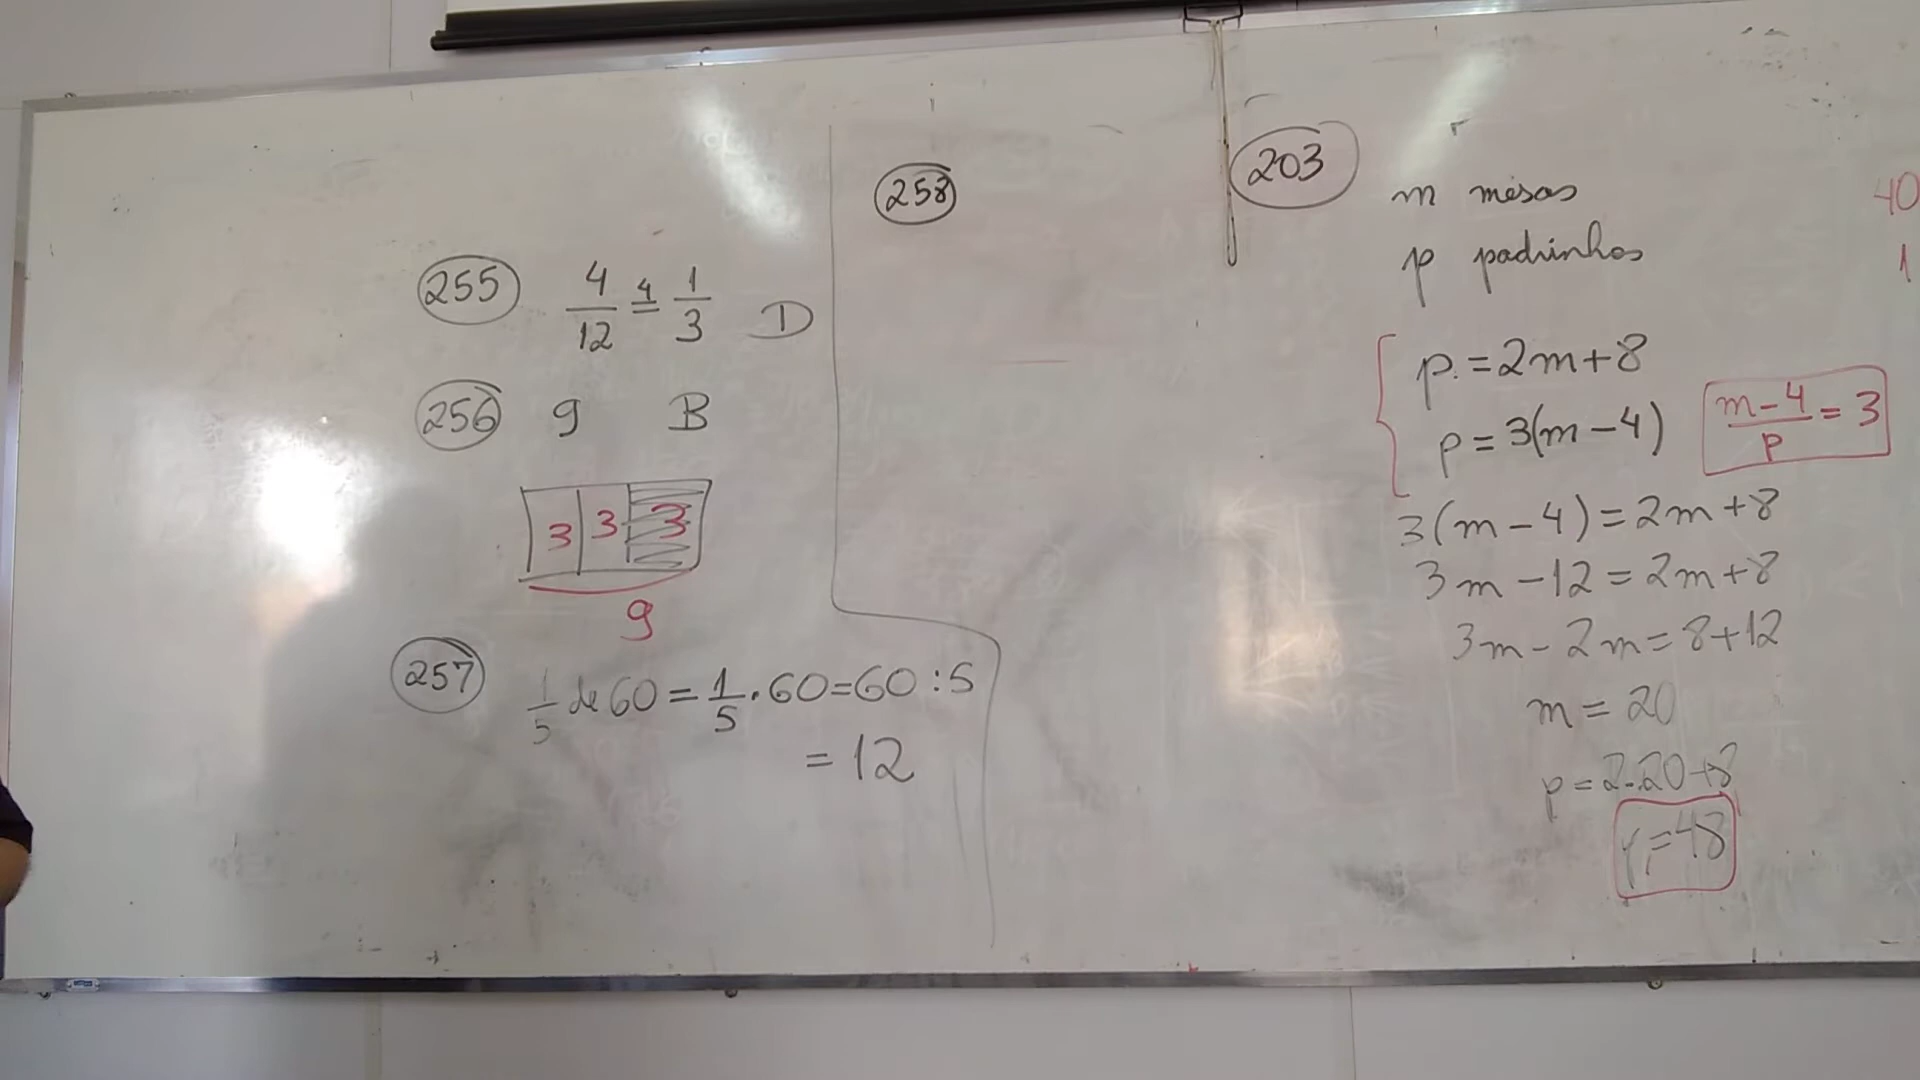 255 4/12 =4 1/3 D
256 9 B
3 3 3
9
257 1/5 de 60 = 1/5 . 60 = 60 : 5
= 12
258
203 m mesas
p padrinhos
40
1
p = 2m + 8
p = 3(m - 4)
m - 4 / p = 3
3(m - 4) = 2m + 8
3m - 12 = 2m + 8
3m - 2m = 8 + 12
m = 20
p = 2.20 + 8
p = 48